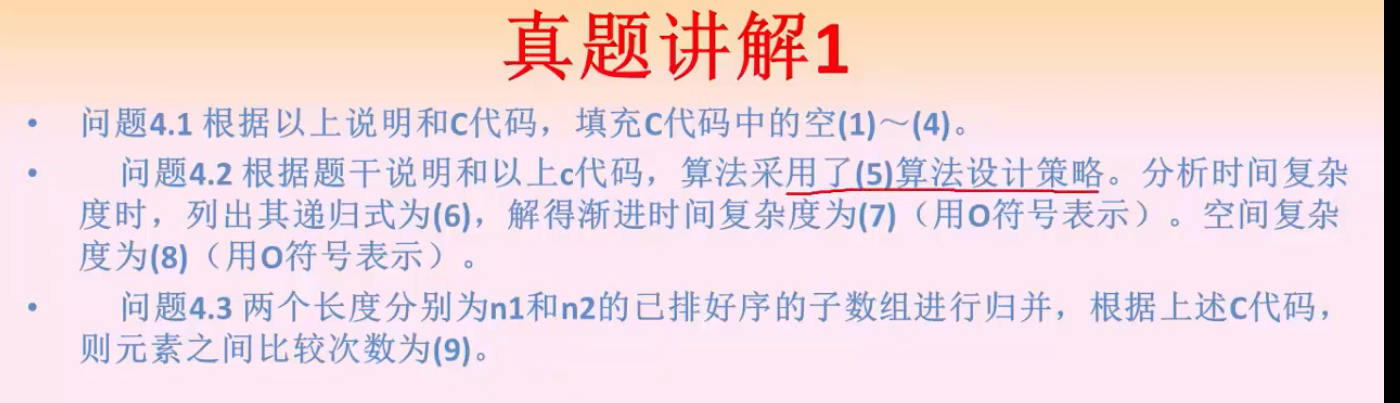 真题讲解1
• 问题4.1 根据以上说明和C代码，填充C代码中的空(1)～(4)。
• 问题4.2 根据题干说明和以上c代码，算法采用了(5)算法设计策略。分析时间复杂
度时，列出其递归式为(6)，解得渐进时间复杂度为(7)（用O符号表示）。空间复杂
度为(8)（用O符号表示）。
• 问题4.3 两个长度分别为n1和n2的已排好序的子数组进行归并，根据上述C代码，
则元素之间比较次数为(9)。